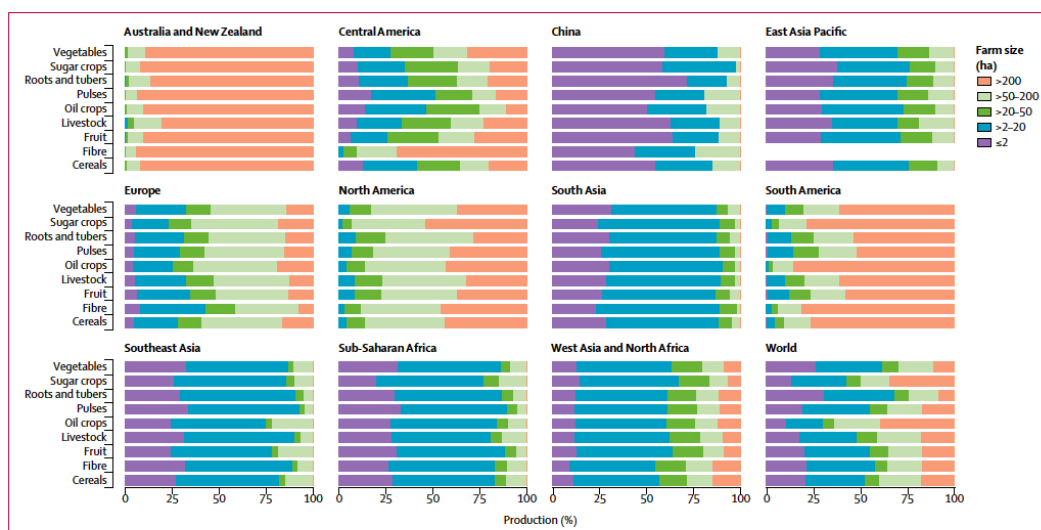 Australia and New Zealand
Central America
China
East Asia Pacific
Vegetables
Sugar crops
Roots and tubers
Pulses
Oil crops
Livestock
Fruit
Fibre
Cereals
Farm size
(ha)
>200
>50-200
>20-50
>2-20
≤2
Europe
North America
South Asia
South America
Vegetables
Sugar crops
Roots and tubers
Pulses
Oil crops
Livestock
Fruit
Fibre
Cereals
Southeast Asia
Sub-Saharan Africa
West Asia and North Africa
World
Vegetables
Sugar crops
Roots and tubers
Pulses
Oil crops
Livestock
Fruit
Fibre
Cereals
0 25 50 75 100
0 25 50 75 100
0 25 50 75 100
0 25 50 75 100
Production (%)